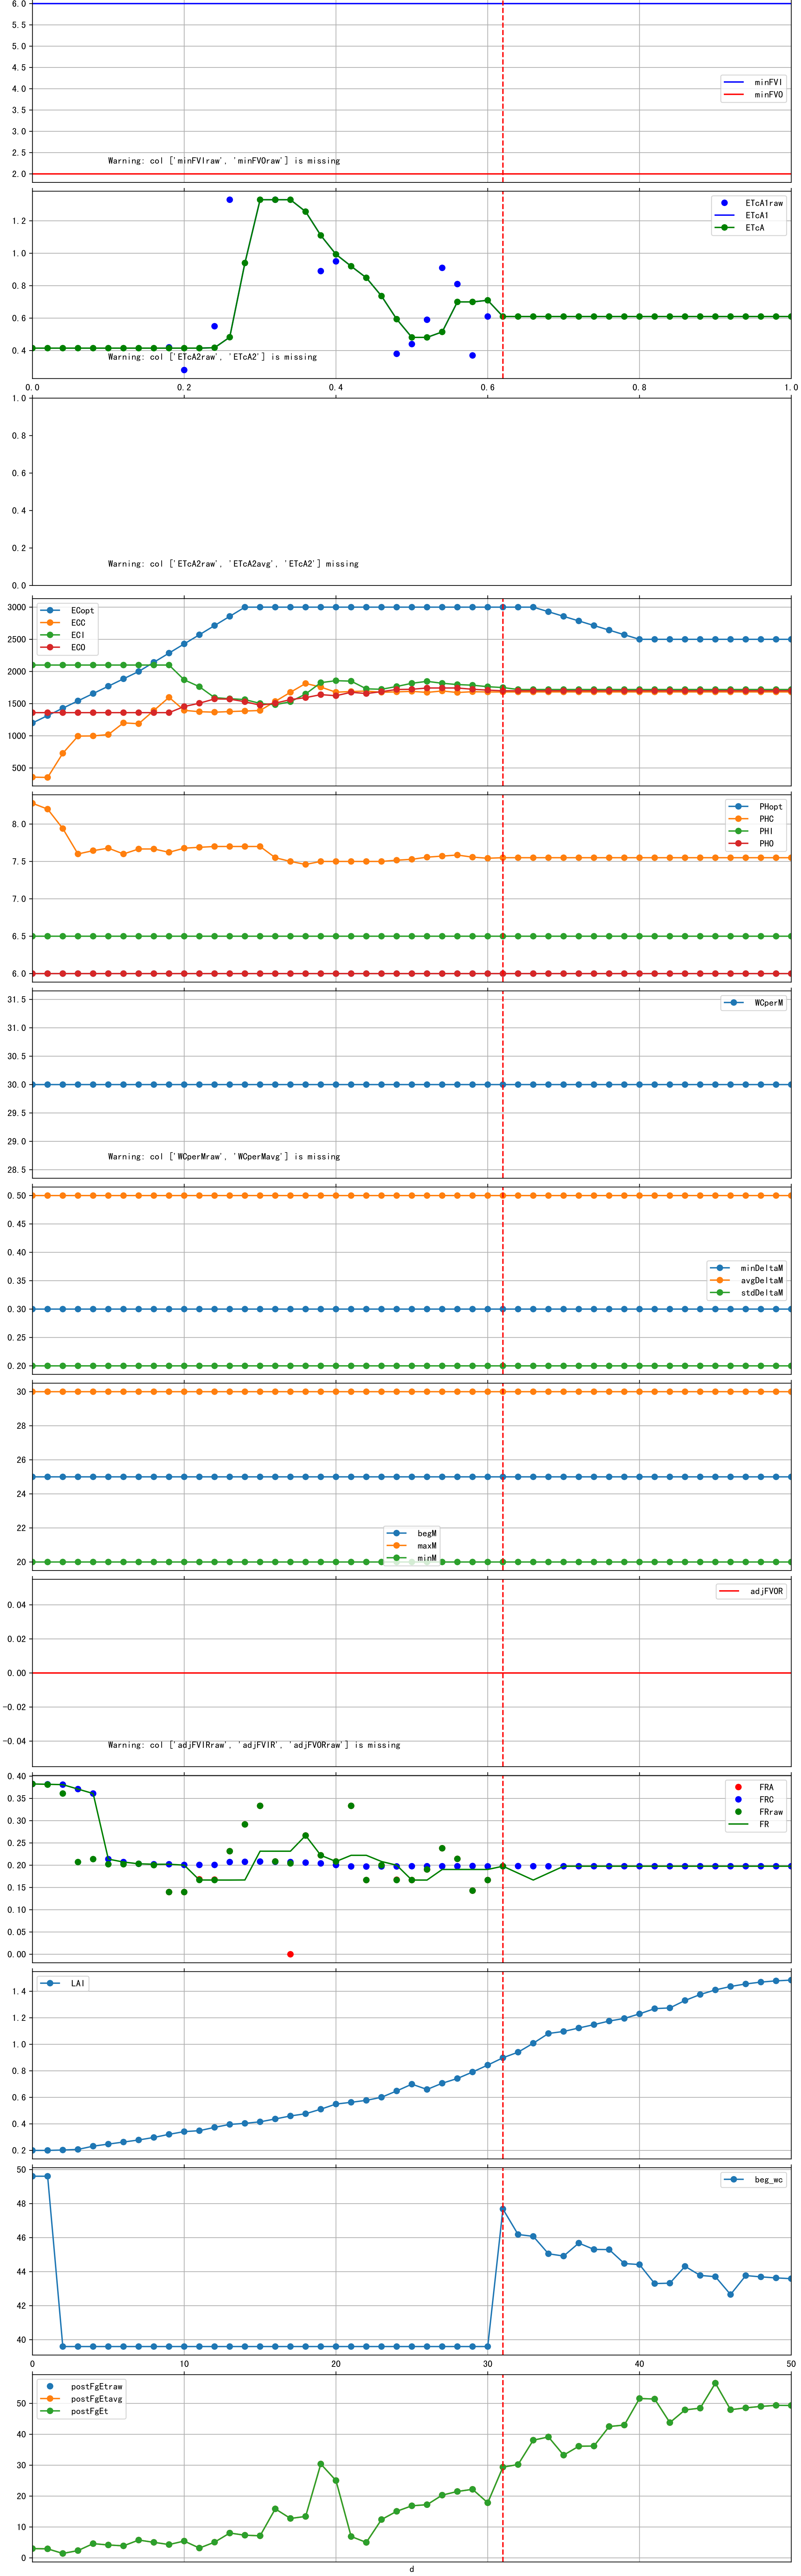 6.0
5.5
5.0
4.5
4.0
3.5
3.0
2.5
2.0
minFVI
minFVO
Warning: col ['minFVIraw', 'minFVOraw'] is missing
1.2
1.0
0.8
0.6
0.4
ETcA1raw
ETcA1
ETcA
Warning: col ['ETcA2raw', 'ETcA2'] is missing
0.0 0.2 0.4 0.6 0.8 1.0
1.0
0.8
0.6
0.4
0.2
0.0
Warning: col ['ETcA2raw', 'ETcA2avg', 'ETcA2'] missing
3000
2500
2000
1500
1000
500
ECopt
ECC
ECI
ECO
8.0
7.5
7.0
6.5
6.0
PHopt
PHC
PHI
PHO
31.5
31.0
30.5
30.0
29.5
29.0
28.5
WCperM
Warning: col ['WCperMraw', 'WCperMavg'] is missing
0.50
0.45
0.40
0.35
0.30
0.25
0.20
minDeltaM
avgDeltaM
stdDeltaM
30
28
26
24
22
20
begM
maxM
minM
0.04
0.02
0.00
-0.02
-0.04
adjFVOR
Warning: col ['adjFVIRraw', 'adjFVIR', 'adjFVORraw'] is missing
0.40
0.35
0.30
0.25
0.20
0.15
0.10
0.05
0.00
FRA
FRC
FRraw
FR
1.4
1.2
1.0
0.8
0.6
0.4
0.2
LAI
50
48
46
44
42
40
beg_wc
0 10 20 30 40 50
50
40
30
20
10
0
postFgEtraw
postFgEtavg
postFgEt
d